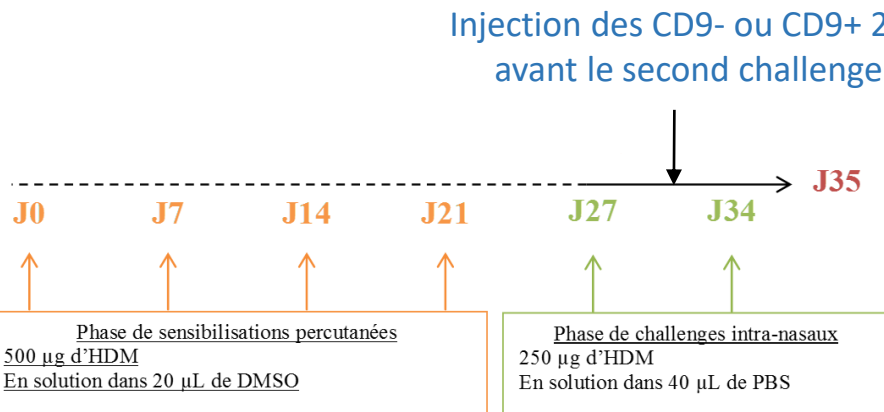 Injection des CD9- ou CD9+ 2
avant le second challenge
J35
J0 J7 J14 J21 J27 J34
Phase de sensibilisations percutanées
500 µg d’HDM
En solution dans 20 µL de DMSO
Phase de challenges intra-nasaux
250 µg d’HDM
En solution dans 40 µL de PBS